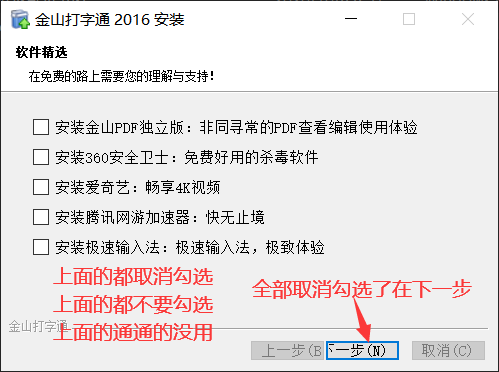 金山打字通 2016 安装
软件精选
在免费的路上需要您的理解与支持！
安装金山PDF独立版：非同寻常的PDF查看编辑使用体验
安装360安全卫士：免费好用的杀毒软件
安装爱奇艺：畅享4K视频
安装腾讯网游加速器：快无止境
安装极速输入法：极速输入法，极致体验
上面的都取消勾选
上面的都不要勾选
上面的通通的没用
全部取消勾选了在下一步
金山打字通
上一步(B 下一步(N) 取消(C)